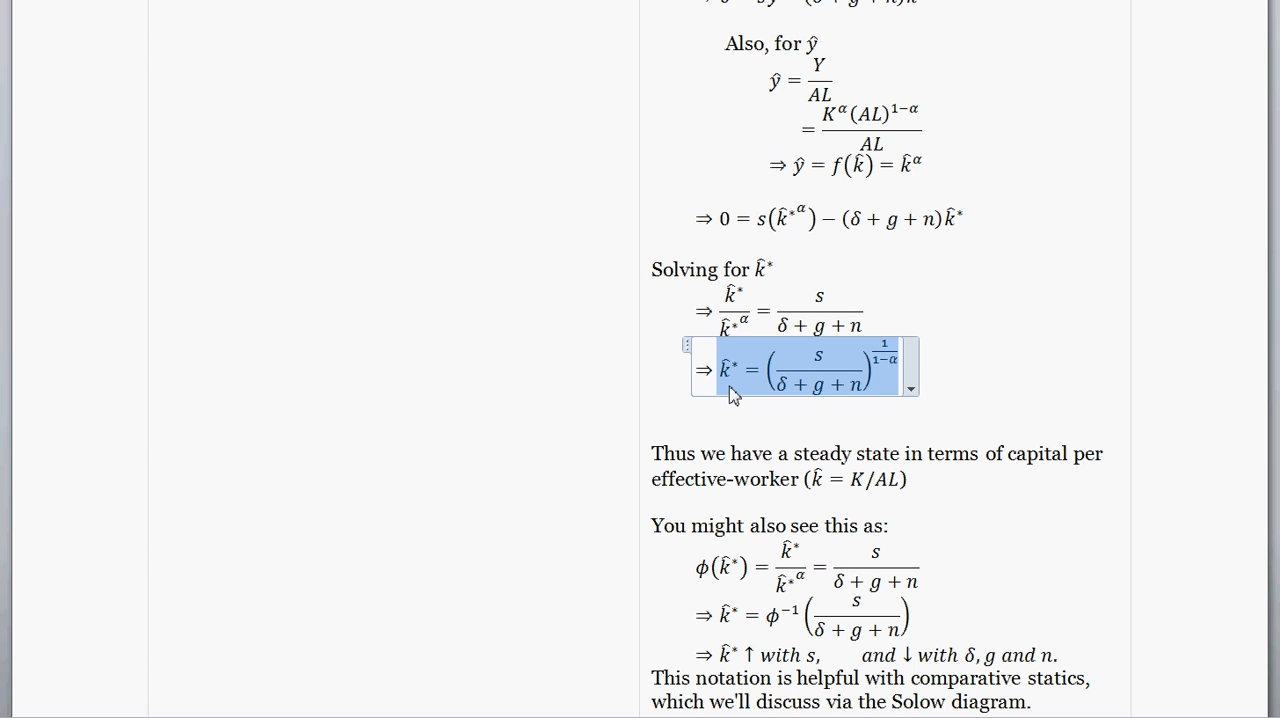 ⇒ 0 = sŷ − (δ + g + n)k̂
Also, for ŷ
ŷ = Y/AL
= K^α(AL)^{1−α}/AL
⇒ ŷ = f(k̂) = k̂^α
⇒ 0 = s(k̂*^α) − (δ + g + n)k̂*
Solving for k̂*
⇒ k̂*/k̂*^α = s/(δ + g + n)
⇒ k̂* = (s/(δ + g + n))^{1/(1−α)}
Thus we have a steady state in terms of capital per
effective-worker (k̂ = K/AL)
You might also see this as:
ϕ(k̂*) = k̂*/k̂*^α = s/(δ + g + n)
⇒ k̂* = ϕ^{−1}(s/(δ + g + n))
⇒ k̂* ↑ with s, and ↓ with δ, g and n.
This notation is helpful with comparative statics,
which we'll discuss via the Solow diagram.